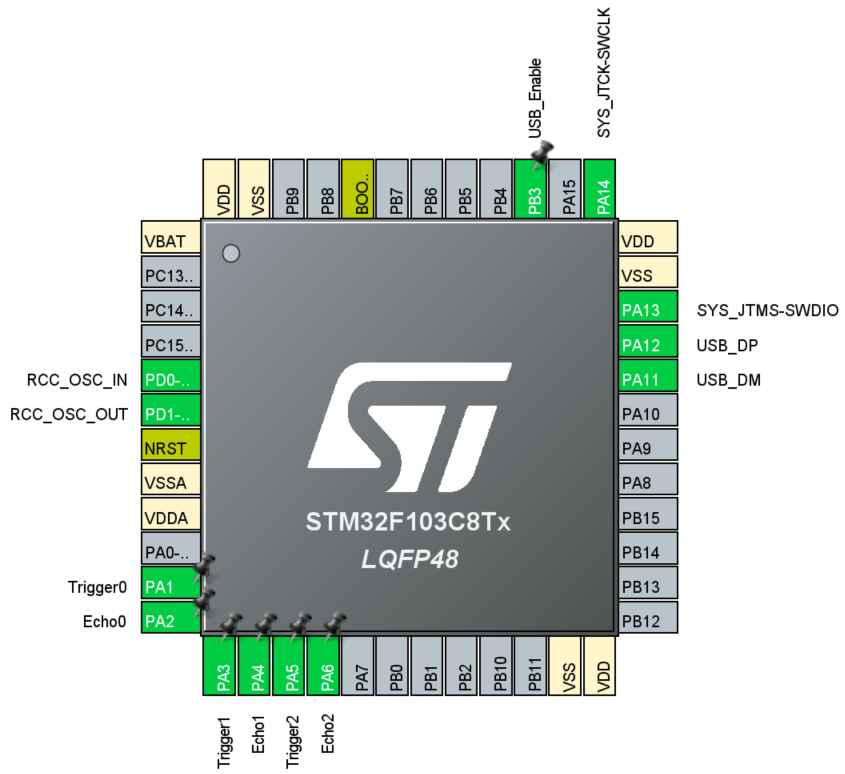 USB_Enable
SYS_JTCK-SWCLK
VDD
VSS
PB9
PB8
BOO..
PB7
PB6
PB5
PB4
PB3
PA15
PA14
VBAT
VDD
PC13..
VSS
PC14..
PA13 SYS_JTMS-SWDIO
PC15..
PA12 USB_DP
RCC_OSC_IN PD0-..
PA11 USB_DM
RCC_OSC_OUT PD1-..
PA10
NRST
PA9
VSSA
PA8
VDDA
PB15
STM32F103C8Tx
PA0-..
PB14
LQFP48
Trigger0 PA1
PB13
Echo0 PA2
PB12
PA3
PA4
PA5
PA6
PA7
PB0
PB1
PB2
PB10
PB11
VSS
VDD
Trigger1
Echo1
Trigger2
Echo2